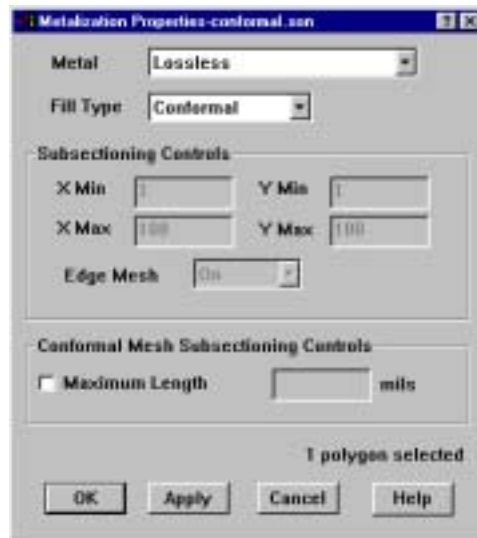 Metalization Properties-conformal.son
Metal Lossless
Fill Type Conformal
Subsectioning Controls
X Min 1 Y Min 1
X Max 100 Y Max 100
Edge Mesh On
Conformal Mesh Subsectioning Controls
Maximum Length mils
1 polygon selected
OK Apply Cancel Help